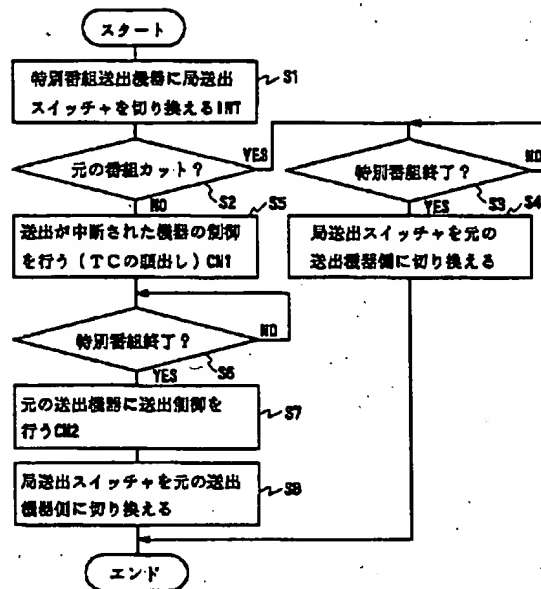 スタート
特別番組送出機器に局送出
スイッチャを切り換えるINT
S1
元の番組カット？
YES
S2
NO
S5
送出が中断された機器の制御
を行う（TCの頭出し）CN1
特別番組終了？
NO
S6
YES
元の送出機器に送出制御を
行うCN2
S7
局送出スイッチャを元の送出
機器側に切り換える
S8
特別番組終了？
NO
S3
YES
S4
局送出スイッチャを元の
送出機器側に切り換える
エンド